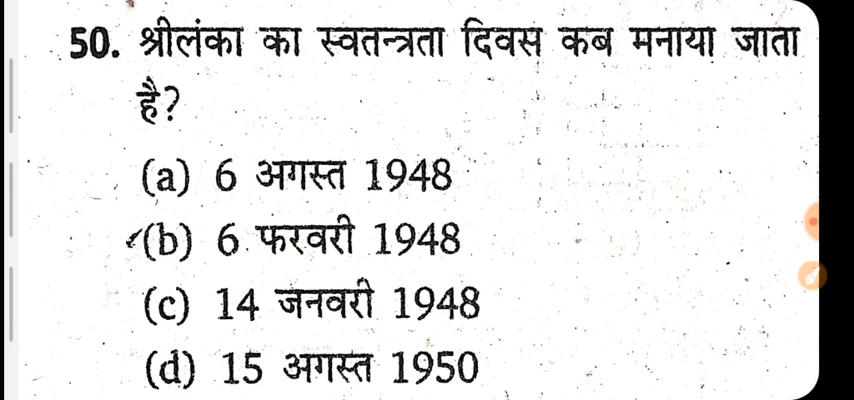 50. श्रीलंका का स्वतन्त्रता दिवस कब मनाया जाता
है?
(a) 6 अगस्त 1948
(b) 6 फरवरी 1948
(c) 14 जनवरी 1948
(d) 15 अगस्त 1950